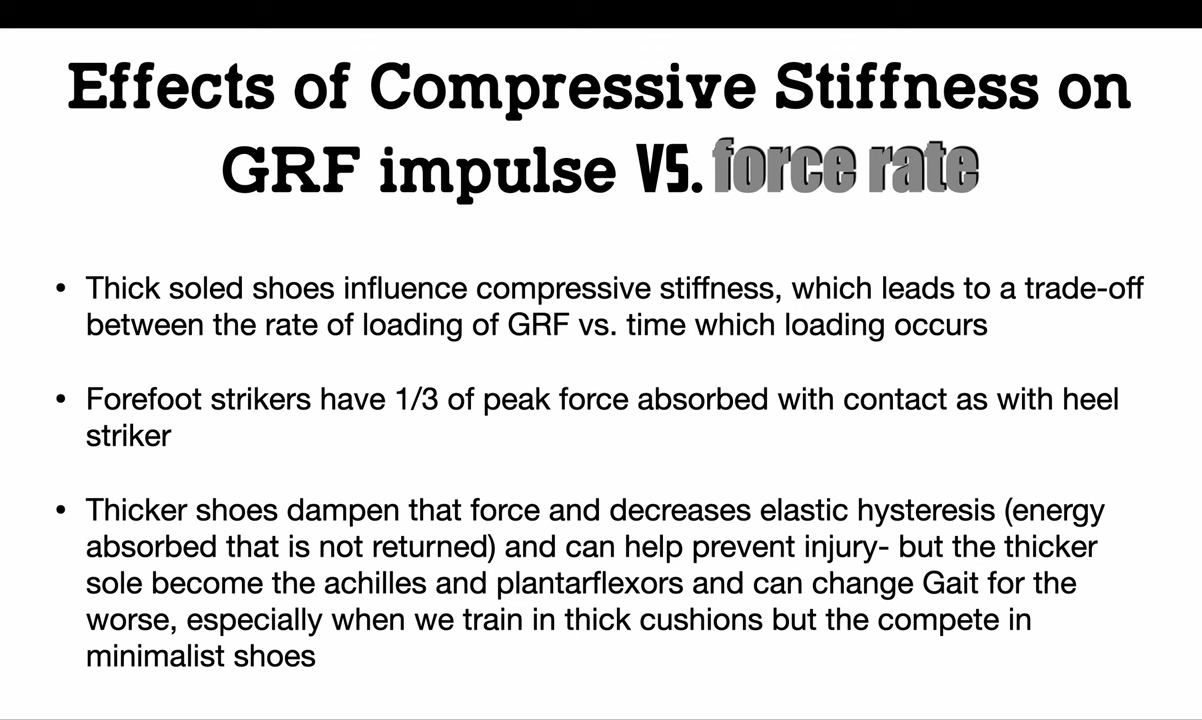 Effects of Compressive Stiffness on
GRF impulse vs. force rate
• Thick soled shoes influence compressive stiffness, which leads to a trade-off
between the rate of loading of GRF vs. time which loading occurs
• Forefoot strikers have 1/3 of peak force absorbed with contact as with heel
striker
• Thicker shoes dampen that force and decreases elastic hysteresis (energy
absorbed that is not returned) and can help prevent injury- but the thicker
sole become the achilles and plantarflexors and can change Gait for the
worse, especially when we train in thick cushions but the compete in
minimalist shoes